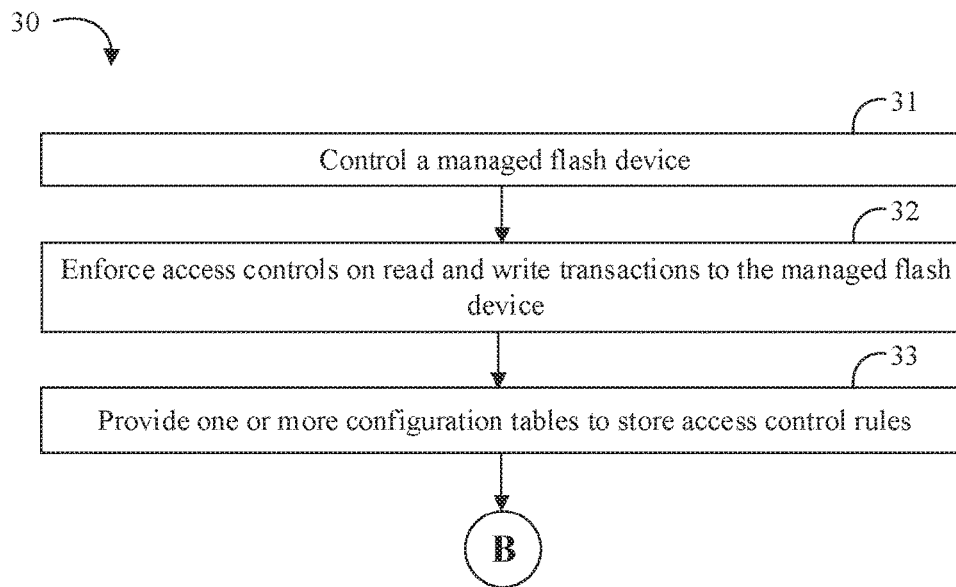 30
31
Control a managed flash device
32
Enforce access controls on read and write transactions to the managed flash
device
33
Provide one or more configuration tables to store access control rules
B